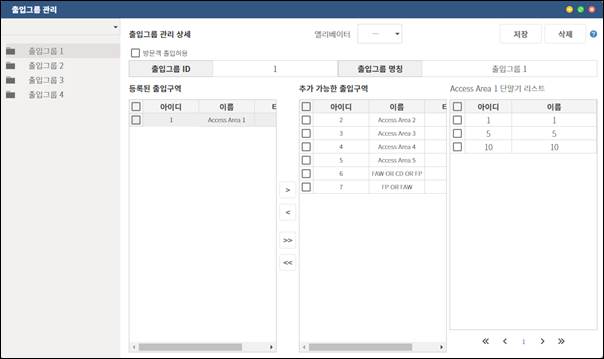 출입그룹 관리
출입그룹 1
출입그룹 2
출입그룹 3
출입그룹 4
출입그룹 관리 상세
엘리베이터
---
저장
삭제
?
방문객 출입허용
출입그룹 ID
1
출입그룹 명칭
출입그룹 1
등록된 출입구역
아이디 이름 E
1 Access Area 1
>
<
>>
<<
추가 가능한 출입구역
아이디 이름 E
2 Access Area 2
3 Access Area 3
4 Access Area 4
5 Access Area 5
6 FAW OR CD OR FP
7 FP OR FAW
Access Area 1 단말기 리스트
아이디 이름
1 1
5 5
10 10
« < 1 > »